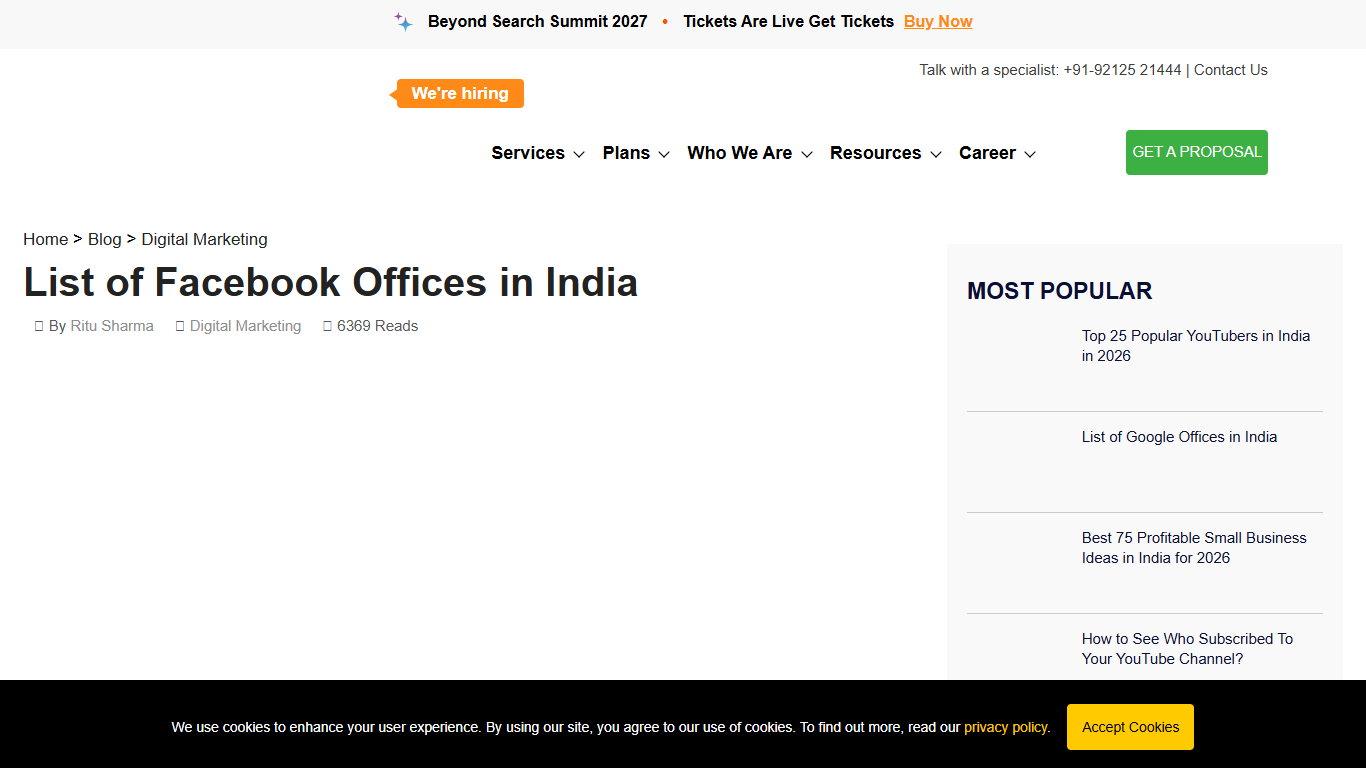 Beyond Search Summit 2027 • Tickets Are Live Get Tickets Buy Now
Talk with a specialist: +91-92125 21444 | Contact Us
We're hiring
Services Plans Who We Are Resources Career
GET A PROPOSAL
Home > Blog > Digital Marketing
List of Facebook Offices in India
By Ritu Sharma Digital Marketing 6369 Reads
MOST POPULAR
Top 25 Popular YouTubers in India
in 2026
List of Google Offices in India
Best 75 Profitable Small Business
Ideas in India for 2026
How to See Who Subscribed To
Your YouTube Channel?
We use cookies to enhance your user experience. By using our site, you agree to our use of cookies. To find out more, read our privacy policy.
Accept Cookies